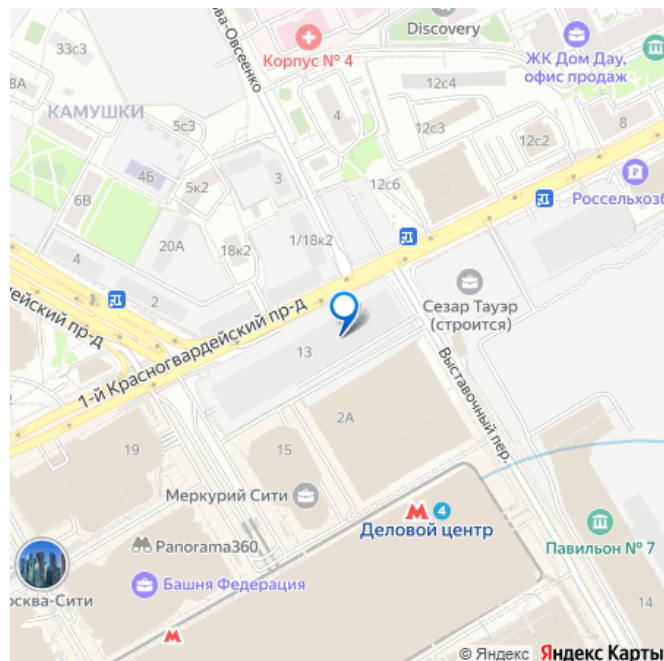 Discovery
Корпус № 4
ЖК Дом Дау,
офис продаж
ва-Овсеенко
33с3
8А
КАМУШКИ
5с3
4
12с4
12с3
12с2
8
4Б
5к2
3
12с6
6В
Россельхозб
20А
18к2
1/18к2
4
2
Сезар Тауэр
(строится)
дейский пр-д
1-й Красногвардейский пр-д
13
Выставочный пер.
2А
19
15
Меркурий Сити
4
Деловой центр
Panorama360
Павильон № 7
Башня Федерация
осква-Сити
14
© Яндекс Яндекс Карты